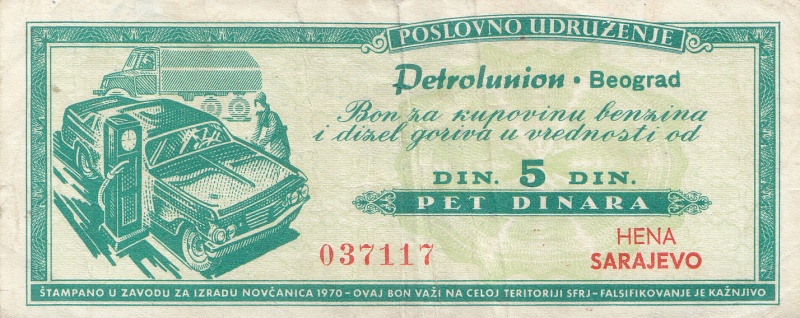 POSLOVNO UDRUŽENJE
Petrolunion • Beograd
Bon za kupovinu benzina
i dizel goriva u vrednosti od
DIN. 5 DIN.
PET DINARA
037117
HENA
SARAJEVO
ŠTAMPANO U ZAVODU ZA IZRADU NOVČANICA 1970 – OVAJ BON VAŽI NA CELOJ TERITORIJI SFRJ – FALSIFIKOVANJE JE KAŽNJIVO